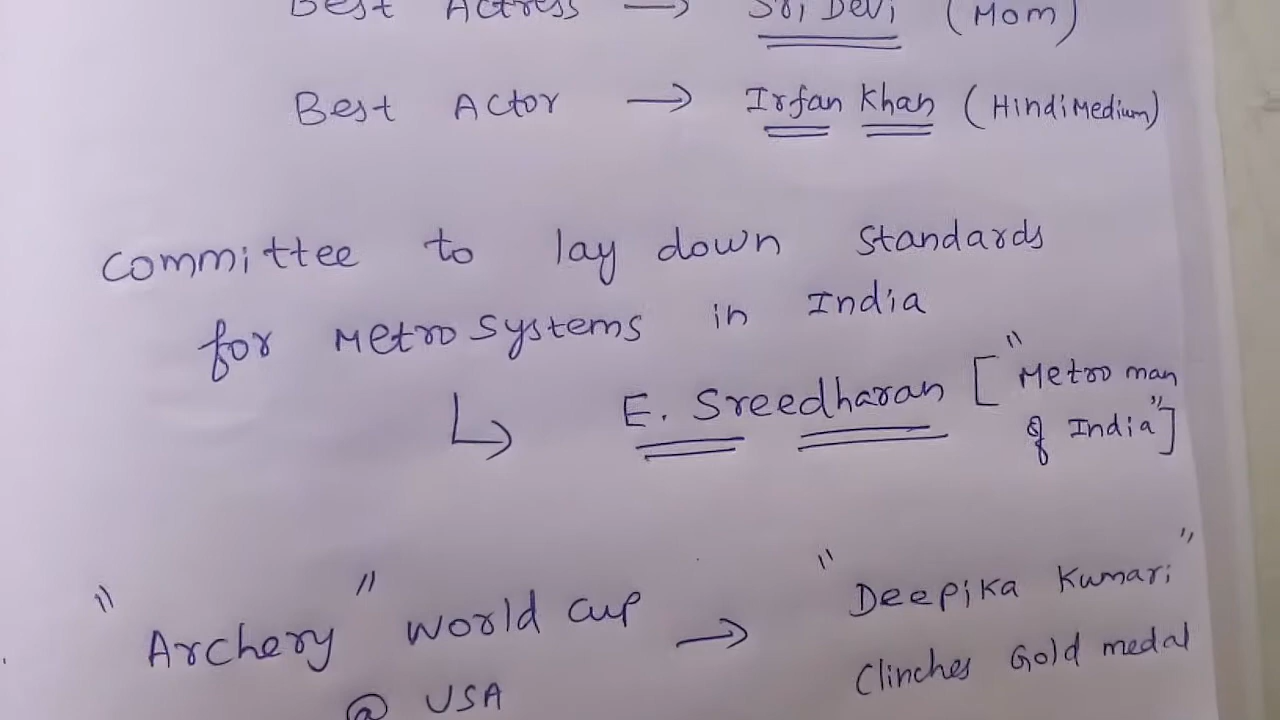 Best Actress → Sri Devi (Mom)
Best Actor → Irfan Khan (Hindi Medium)
committee to lay down standards
for Metro systems in India
↳ E. Sreedharan ["Metro man
of India"]
"Archery" world cup → "Deepika Kumari"
@ USA Clinches Gold medal